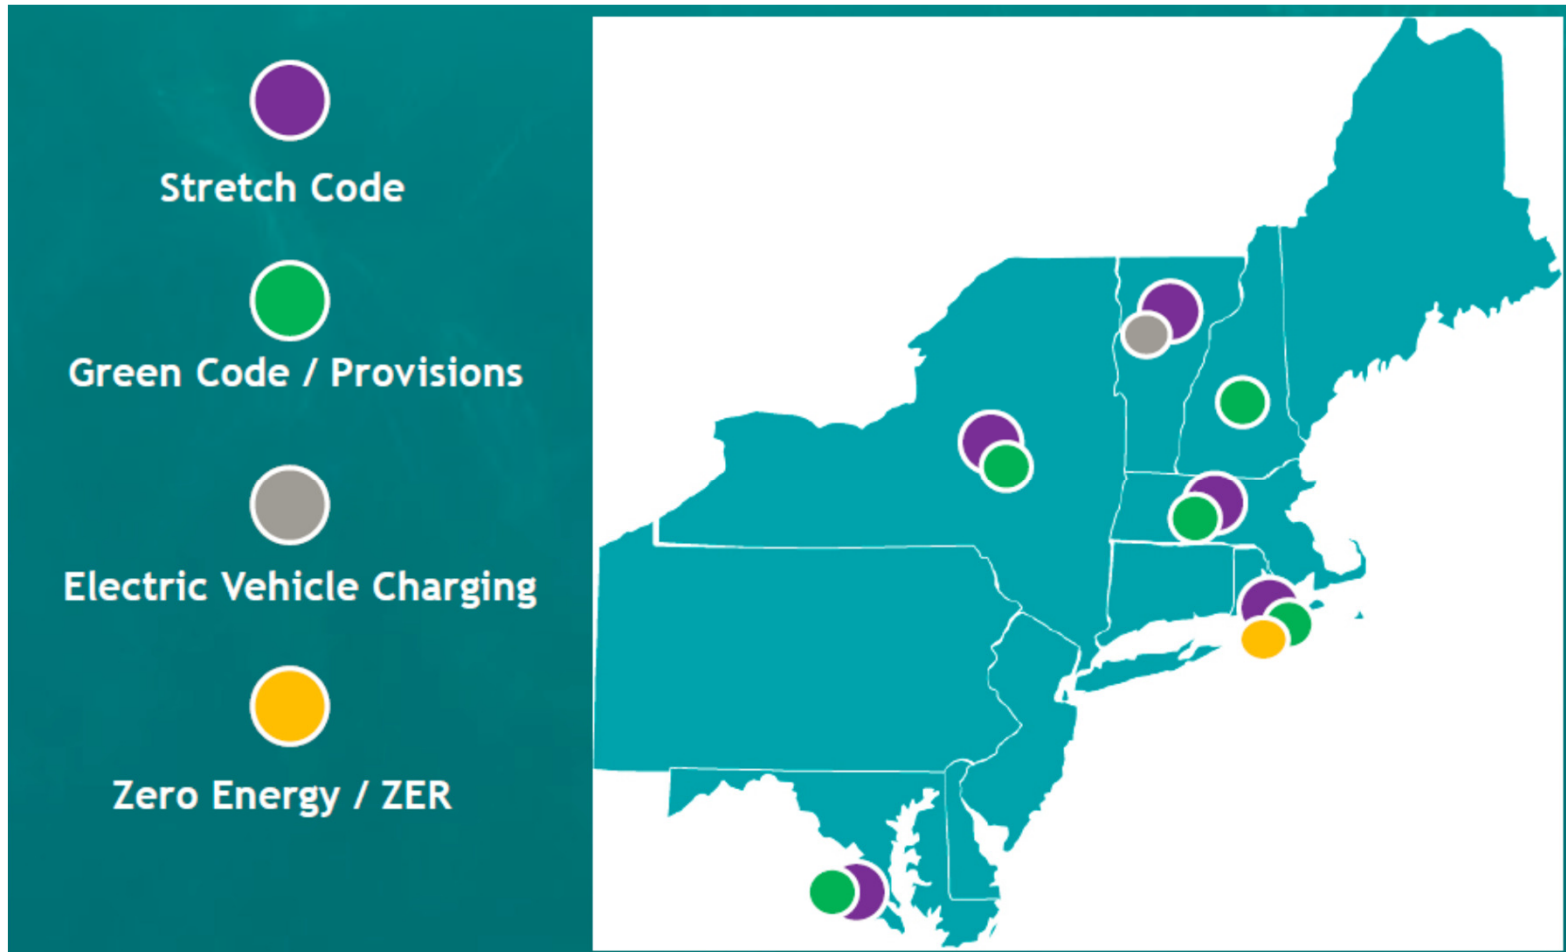 Stretch Code
Green Code / Provisions
Electric Vehicle Charging
Zero Energy / ZER